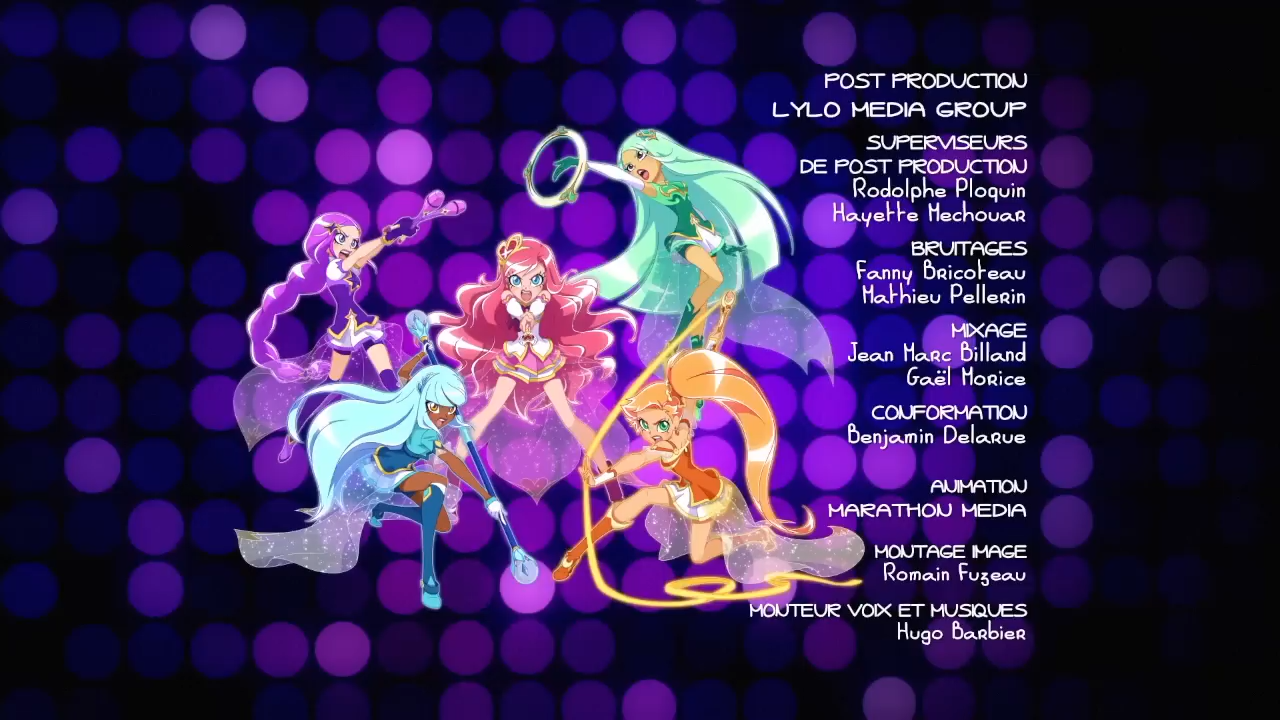 POST PRODUCTION
LYLO MEDIA GROUP
SUPERVISEURS
DE POST PRODUCTION
Rodolphe Ploquin
Hayette Mechouar
BRUITAGES
Fanny Bricoteau
Mathieu Pellerin
MIXAGE
Jean Marc Billand
Gaël Morice
CONFORMATION
Benjamin Delarue
ANIMATION
MARATHON MEDIA
MONTAGE IMAGE
Romain Fuzeau
MONTEUR VOIX ET MUSIQUES
Hugo Barbier